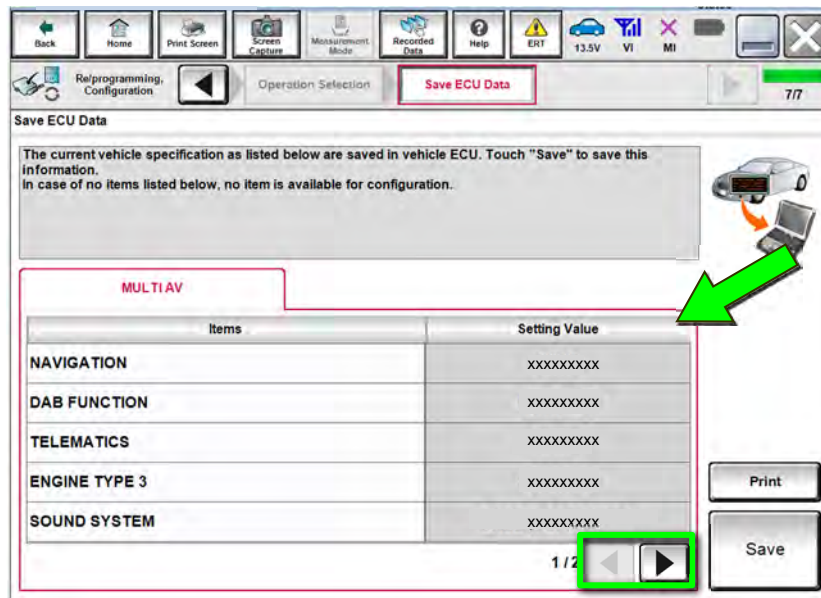 Back
Home
Print Screen
Screen
Capture
Measurement
Mode
Recorded
Data
Help
ERT
13.5V
VI
MI
Re/programming,
Configuration
Operation Selection
Save ECU Data
7/7
Save ECU Data
The current vehicle specification as listed below are saved in vehicle ECU. Touch "Save" to save this
information.
In case of no items listed below, no item is available for configuration.
MULTI AV
Items
Setting Value
NAVIGATION
xxxxxxxxx
DAB FUNCTION
xxxxxxxxx
TELEMATICS
xxxxxxxxx
ENGINE TYPE 3
xxxxxxxxx
SOUND SYSTEM
xxxxxxxxx
1/2
Print
Save